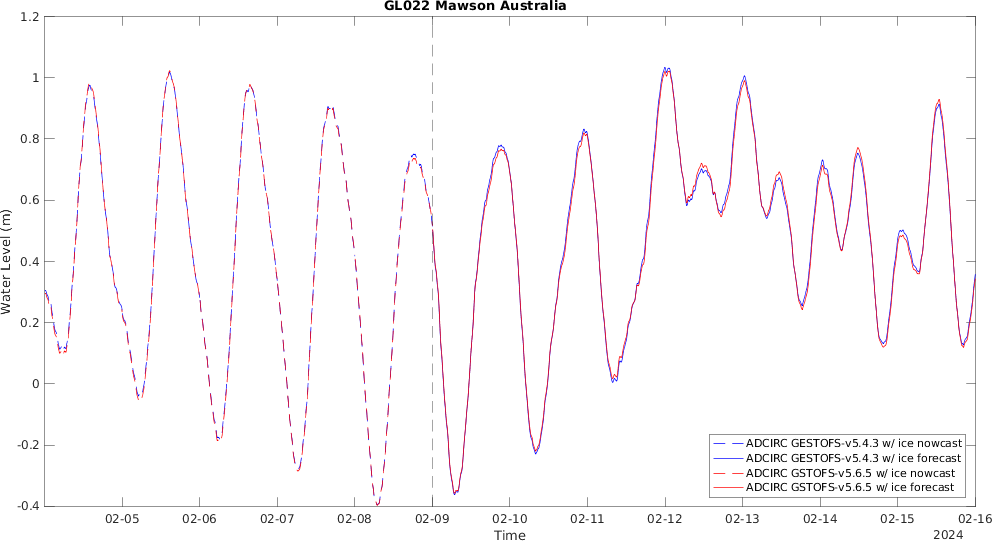 GL022 Mawson Australia
Water Level (m)
1.2
1
0.8
0.6
0.4
0.2
0
-0.2
-0.4
ADCIRC GESTOFS-v5.4.3 w/ ice nowcast
ADCIRC GESTOFS-v5.4.3 w/ ice forecast
ADCIRC GSTOFS-v5.6.5 w/ ice nowcast
ADCIRC GSTOFS-v5.6.5 w/ ice forecast
02-05 02-06 02-07 02-08 02-09 02-10 02-11 02-12 02-13 02-14 02-15 02-16
Time
2024